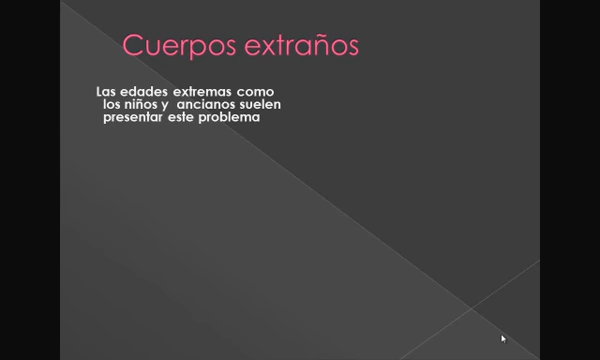 Cuerpos extraños
Las edades extremas como
los niños y ancianos suelen
presentar este problema